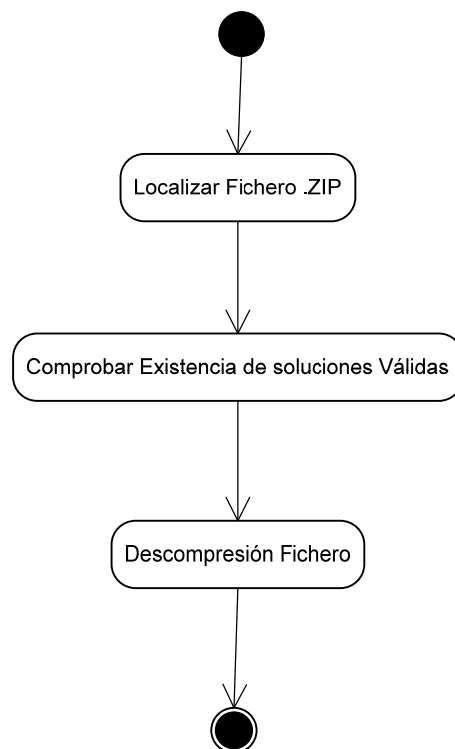 Localizar Fichero .ZIP
Comprobar Existencia de soluciones Válidas
Descompresión Fichero